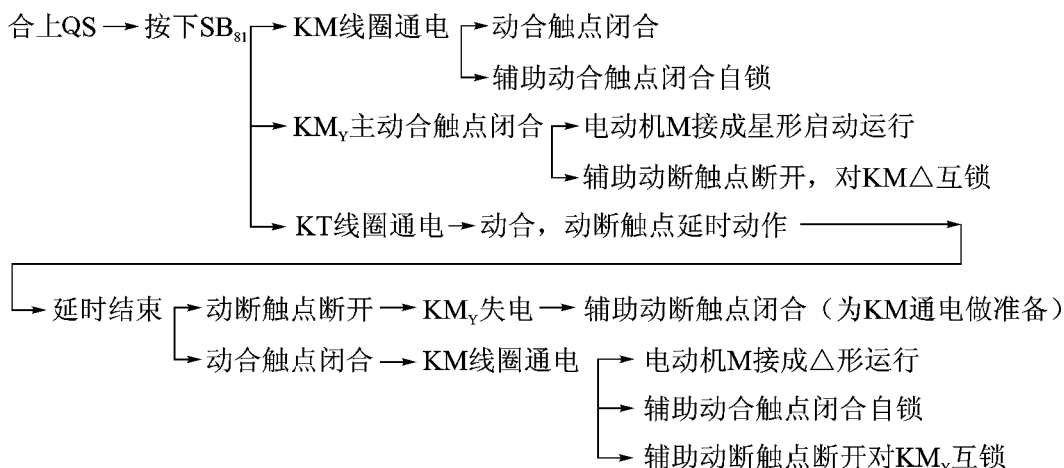 合上QS→按下SB81→KM线圈通电→动合触点闭合
→辅助动合触点闭合自锁
→KMY主动合触点闭合→电动机M接成星形启动运行
→辅助动断触点断开，对KM△互锁
→KT线圈通电→动合，动断触点延时动作→
→延时结束→动断触点断开→KMY失电→辅助动断触点闭合（为KM通电做准备）
→动合触点闭合→KM线圈通电→电动机M接成△形运行
→辅助动合触点闭合自锁
→辅助动断触点断开对KMY互锁